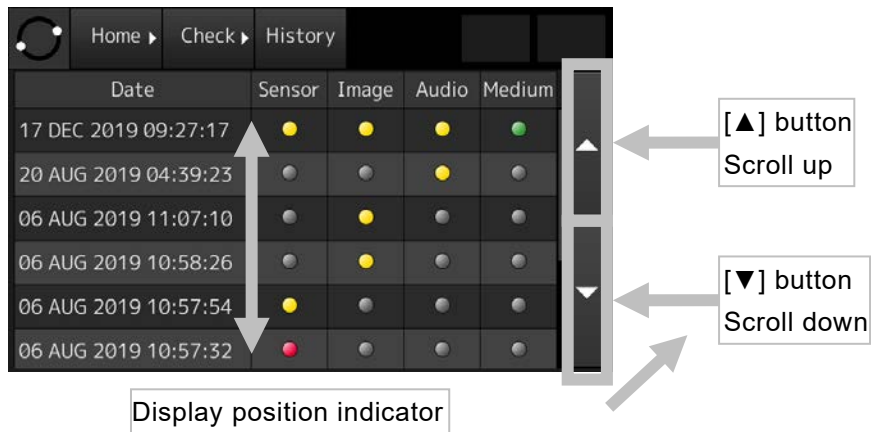 Home ▸ Check ▸ History
Date Sensor Image Audio Medium
17 DEC 2019 09:27:17
20 AUG 2019 04:39:23
06 AUG 2019 11:07:10
06 AUG 2019 10:58:26
06 AUG 2019 10:57:54
06 AUG 2019 10:57:32
[▲] button
Scroll up
[▼] button
Scroll down
Display position indicator